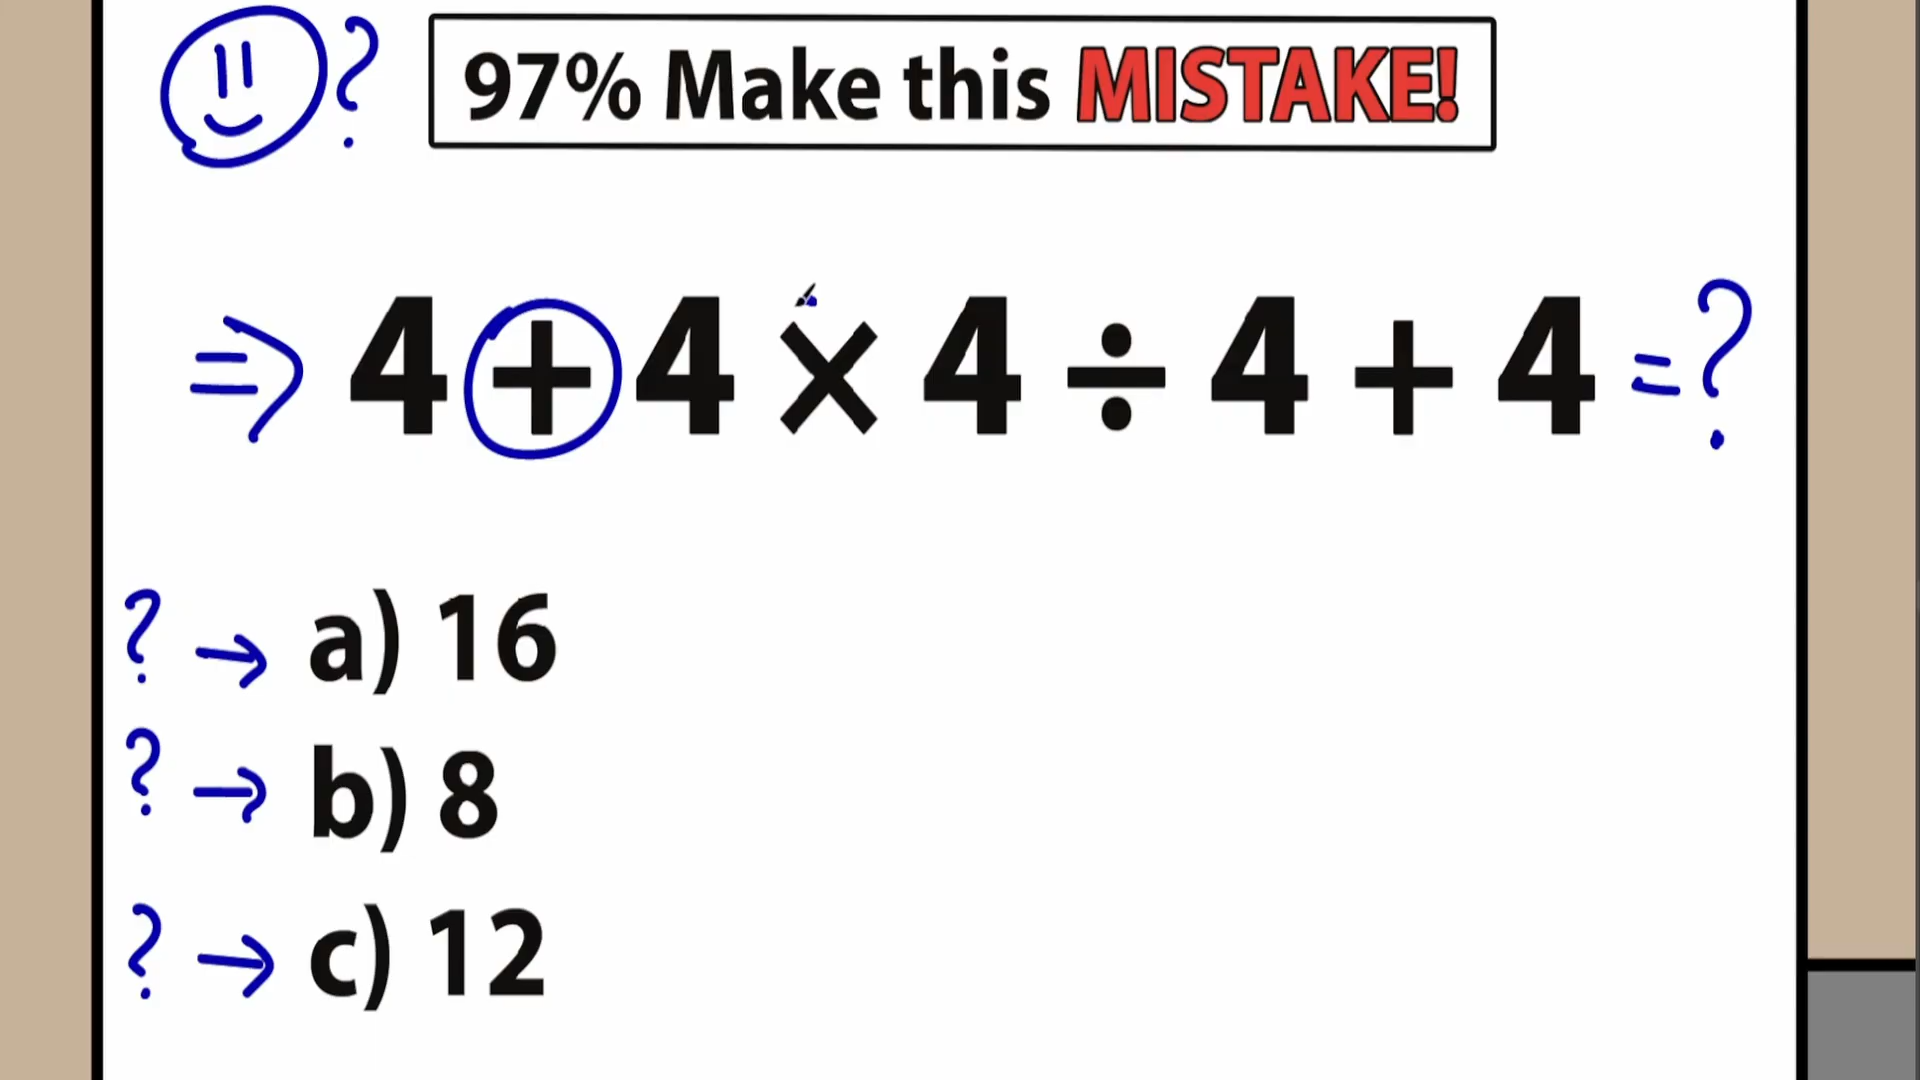 ? 97% Make this MISTAKE!
=> 4 + 4 × 4 ÷ 4 + 4 = ?
? → a) 16
? → b) 8
? → c) 12